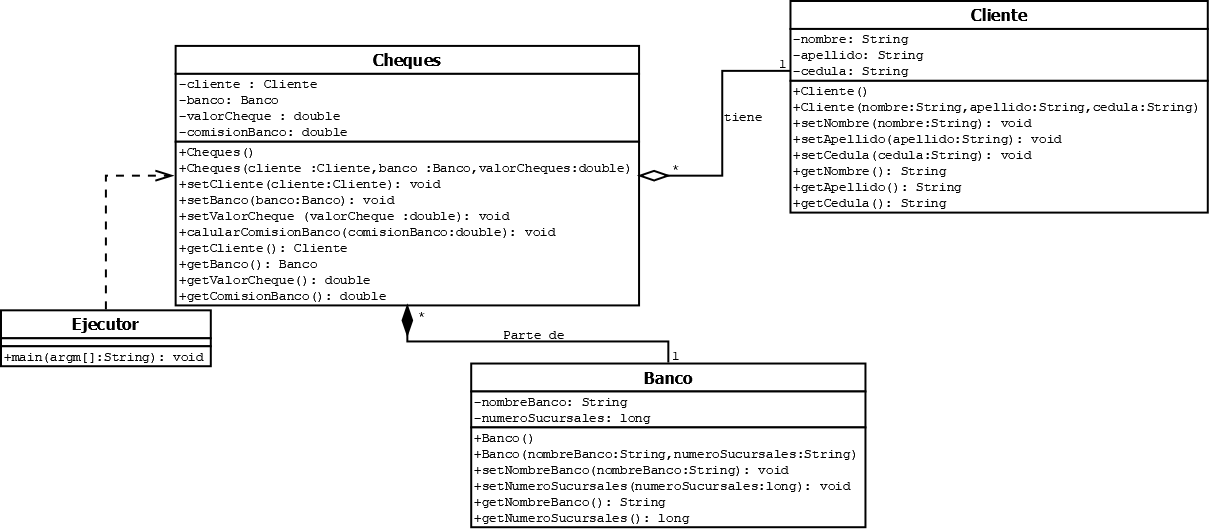 Cheques
-cliente : Cliente
-banco: Banco
-valorCheque : double
-comisionBanco: double
+Cheques()
+Cheques(cliente :Cliente,banco :Banco,valorCheques:double)
+setCliente(cliente:Cliente): void
+setBanco(banco:Banco): void
+setValorCheque (valorCheque :double): void
+calularComisionBanco(comisionBanco:double): void
+getCliente(): Cliente
+getBanco(): Banco
+getValorCheque(): double
+getComisionBanco(): double
Cliente
-nombre: String
-apellido: String
-cedula: String
+Cliente()
+Cliente(nombre:String,apellido:String,cedula:String)
+setNombre(nombre:String): void
+setApellido(apellido:String): void
+setCedula(cedula:String): void
+getNombre(): String
+getApellido(): String
+getCedula(): String
1
tiene
*
Ejecutor
+main(argm[]:String): void
*
Parte de
1
Banco
-nombreBanco: String
-numeroSucursales: long
+Banco()
+Banco(nombreBanco:String,numeroSucursales:String)
+setNombreBanco(nombreBanco:String): void
+setNumeroSucursales(numeroSucursales:long): void
+getNombreBanco(): String
+getNumeroSucursales(): long